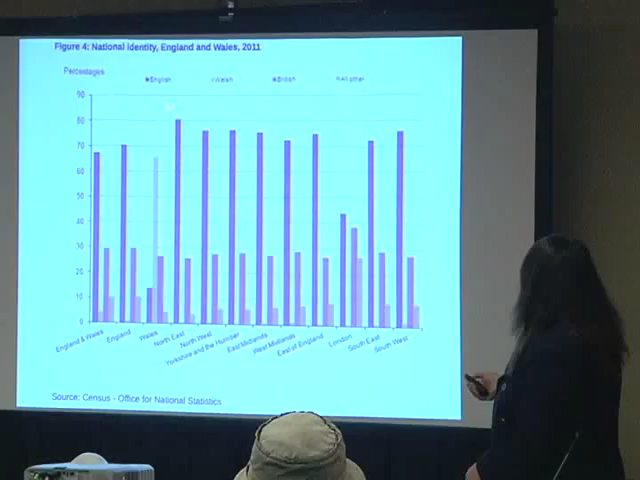 Figure 4: National identity, England and Wales, 2011
Percentages
English Welsh British All other
90
80
70
60
50
40
30
20
10
0
England & Wales
England
Wales
North East
North West
Yorkshire and the Humber
East Midlands
West Midlands
East of England
London
South East
South West
Source: Census - Office for National Statistics